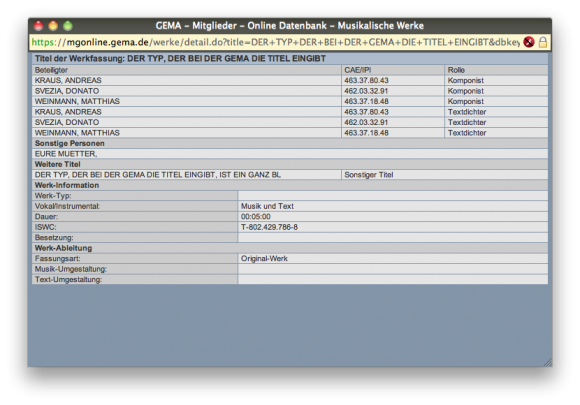 GEMA – Mitglieder – Online Datenbank – Musikalische Werke
https://mgonline.gema.de/werke/detail.do?title=DER+TYP+DER+BEI+DER+GEMA+DIE+TITEL+EINGIBT&dbkey
Titel der Werkfassung: DER TYP, DER BEI DER GEMA DIE TITEL EINGIBT
Beteiligter CAE/IPI Rolle
KRAUS, ANDREAS 463.37.80.43 Komponist
SVEZIA, DONATO 462.03.32.91 Komponist
WEINMANN, MATTHIAS 463.37.18.48 Komponist
KRAUS, ANDREAS 463.37.80.43 Textdichter
SVEZIA, DONATO 462.03.32.91 Textdichter
WEINMANN, MATTHIAS 463.37.18.48 Textdichter
Sonstige Personen
EURE MUETTER,
Weitere Titel
DER TYP, DER BEI DER GEMA DIE TITEL EINGIBT, IST EIN GANZ BL Sonstiger Titel
Werk-Information
Werk-Typ:
Vokal/Instrumental: Musik und Text
Dauer: 00:05:00
ISWC: T-802.429.786-8
Besetzung:
Werk-Ableitung
Fassungsart: Original-Werk
Musik-Umgestaltung:
Text-Umgestaltung: